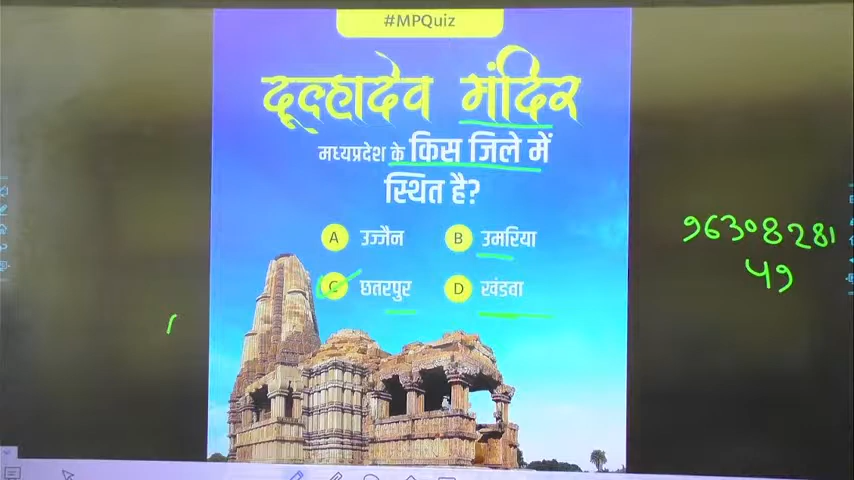 #MPQuiz
दूल्हादेव मंदिर
मध्यप्रदेश के किस जिले में
स्थित है?
A उज्जैन
B उमरिया
C छतरपुर
D खंडवा
96308281
49